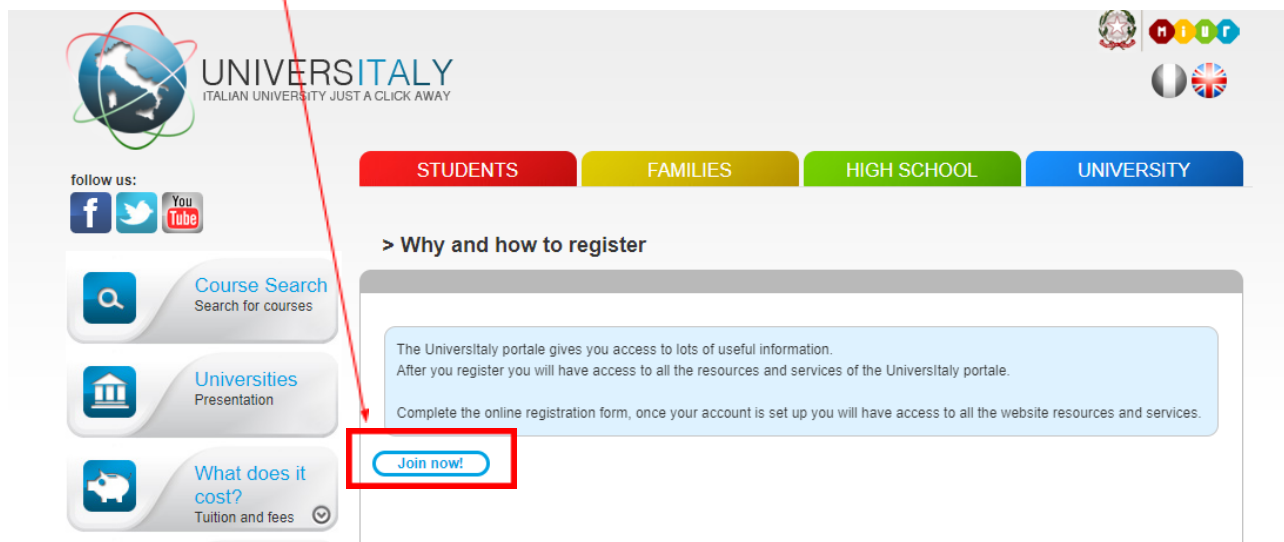 miur
UNIVERSITALY
ITALIAN UNIVERSITY JUST A CLICK AWAY
STUDENTS
FAMILIES
HIGH SCHOOL
UNIVERSITY
follow us:
f
You
Tube
> Why and how to register
Course Search
Search for courses
Universities
Presentation
What does it
cost?
Tuition and fees
The UniversItaly portale gives you access to lots of useful information.
After you register you will have access to all the resources and services of the UniversItaly portale.
Complete the online registration form, once your account is set up you will have access to all the website resources and services.
Join now!